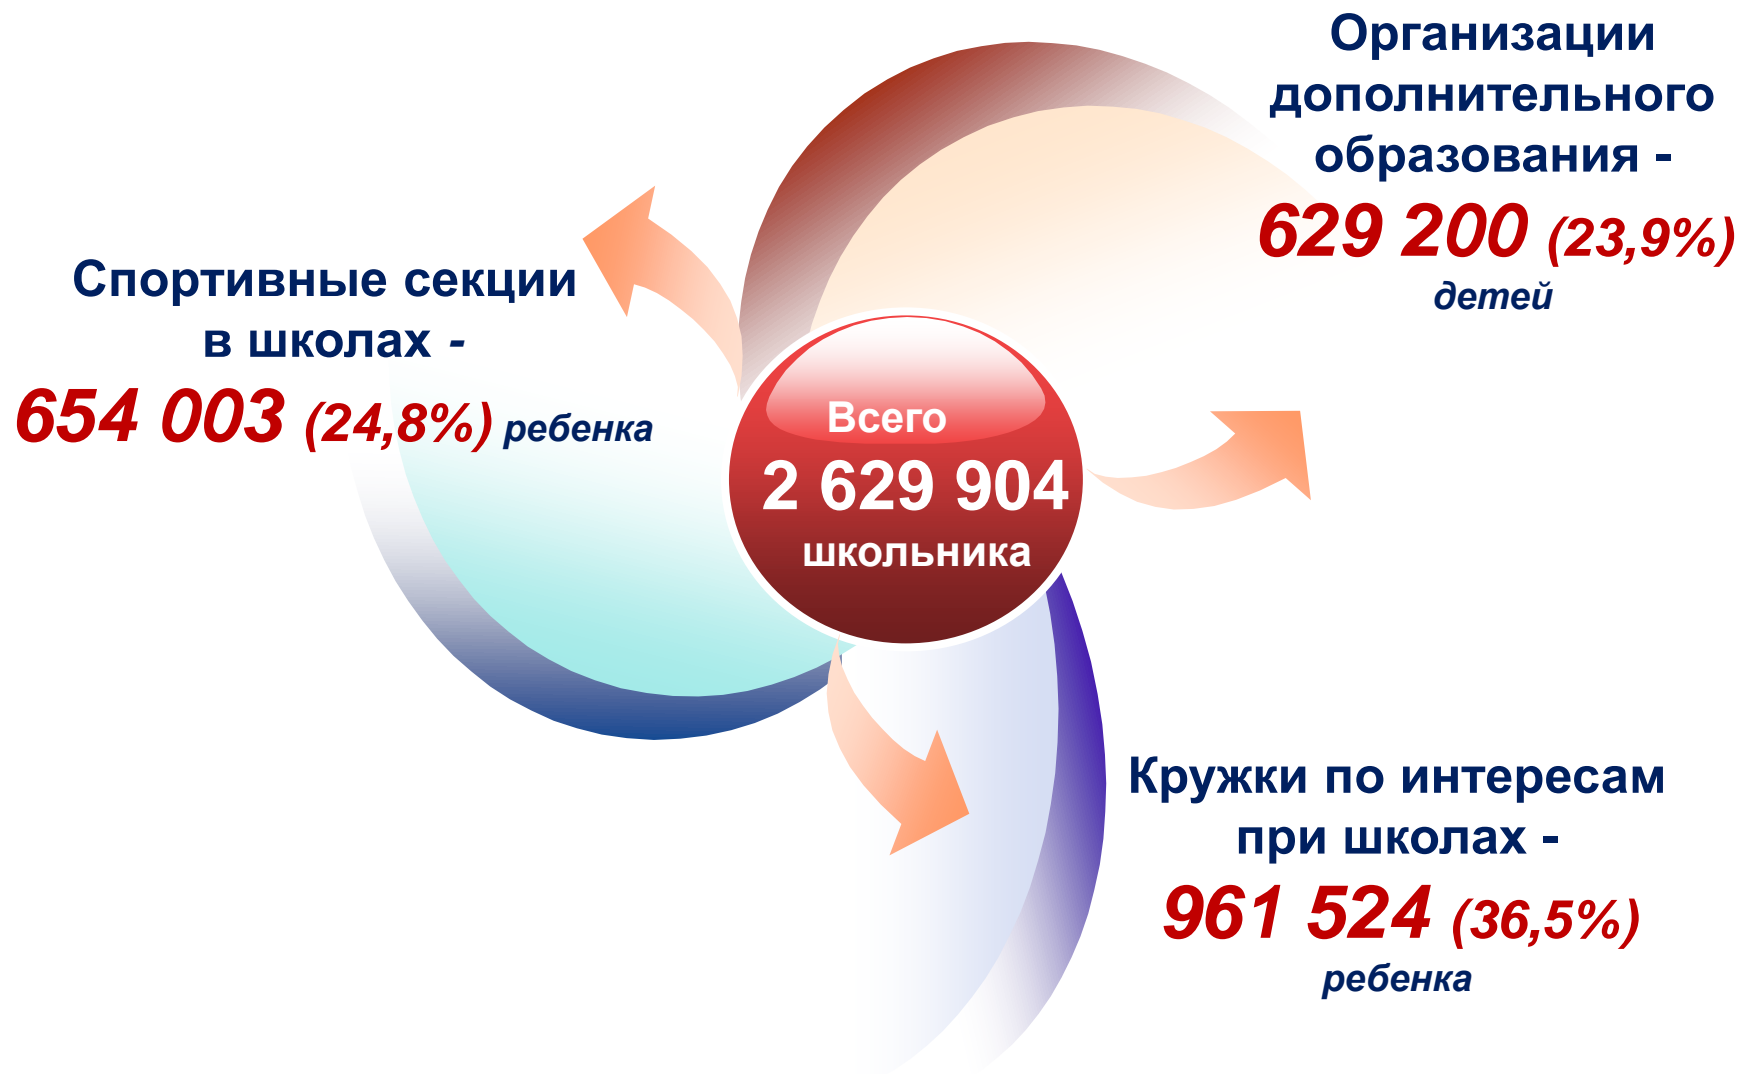 Организации
дополнительного
образования -
629 200 (23,9%)
детей
Спортивные секции
в школах -
654 003 (24,8%) ребенка
Всего
2 629 904
школьника
Кружки по интересам
при школах -
961 524 (36,5%)
ребенка